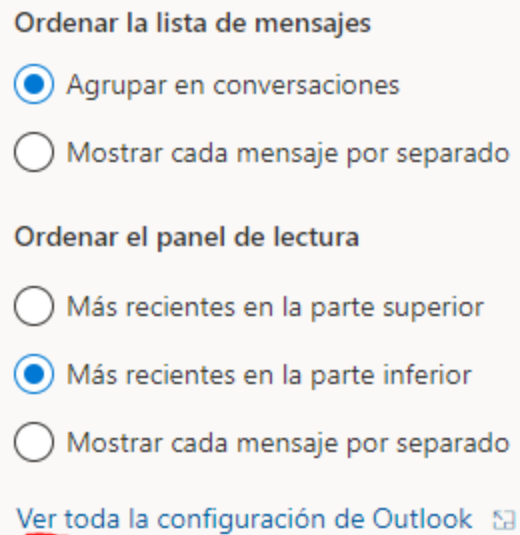 Ordenar la lista de mensajes
Agrupar en conversaciones
Mostrar cada mensaje por separado
Ordenar el panel de lectura
Más recientes en la parte superior
Más recientes en la parte inferior
Mostrar cada mensaje por separado
Ver toda la configuración de Outlook